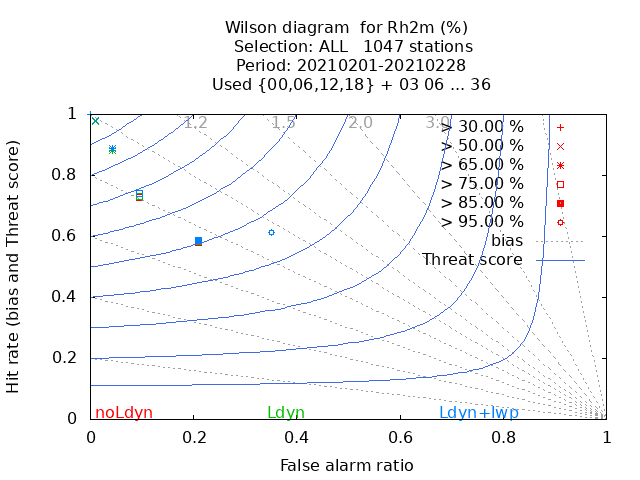 Wilson diagram  for Rh2m (%)
Selection: ALL   1047 stations
Period: 20210201-20210228
Used {00,06,12,18} + 03 06 ... 36
1.2 1.5 2.0 3.0
> 30.00 %
> 50.00 %
> 65.00 %
> 75.00 %
> 85.00 %
> 95.00 %
bias
Threat score
Hit rate (bias and Threat score)
1
0.8
0.6
0.4
0.2
0
noLdyn Ldyn Ldyn+lwp
0 0.2 0.4 0.6 0.8 1
False alarm ratio